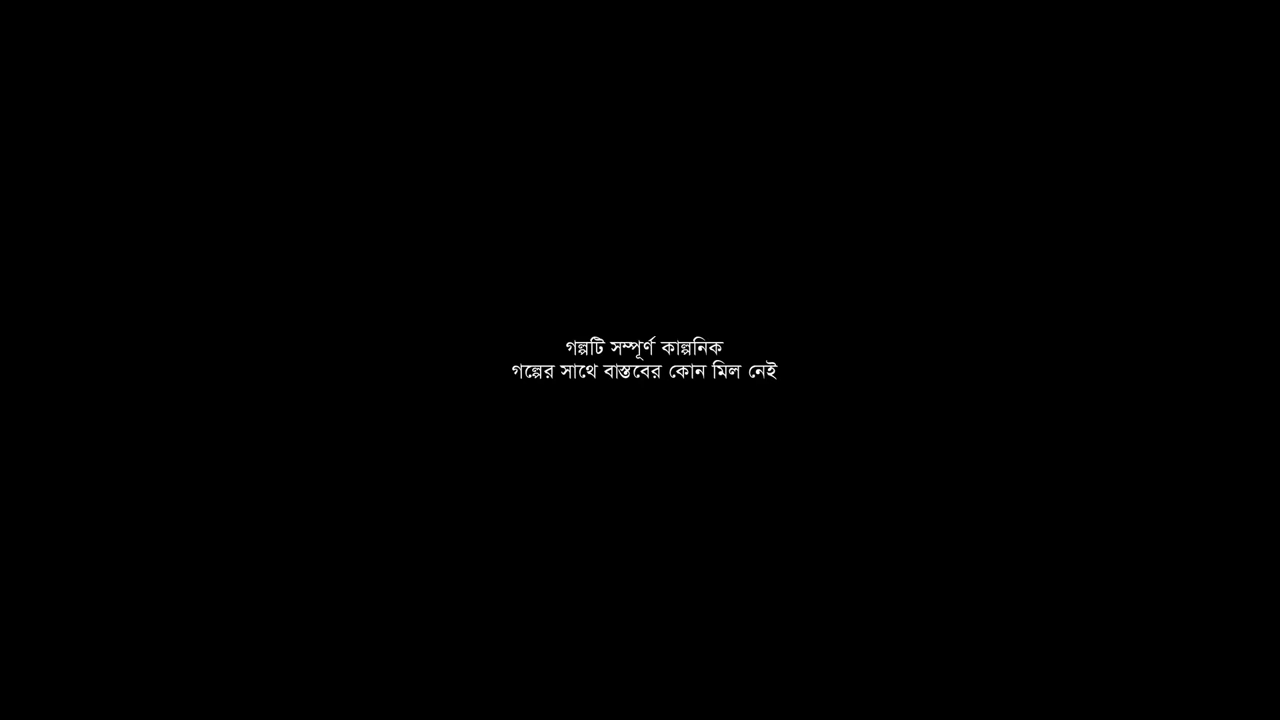 গল্পটি সম্পূর্ণ কাল্পনিক
গল্পের সাথে বাস্তবের কোন মিল নেই